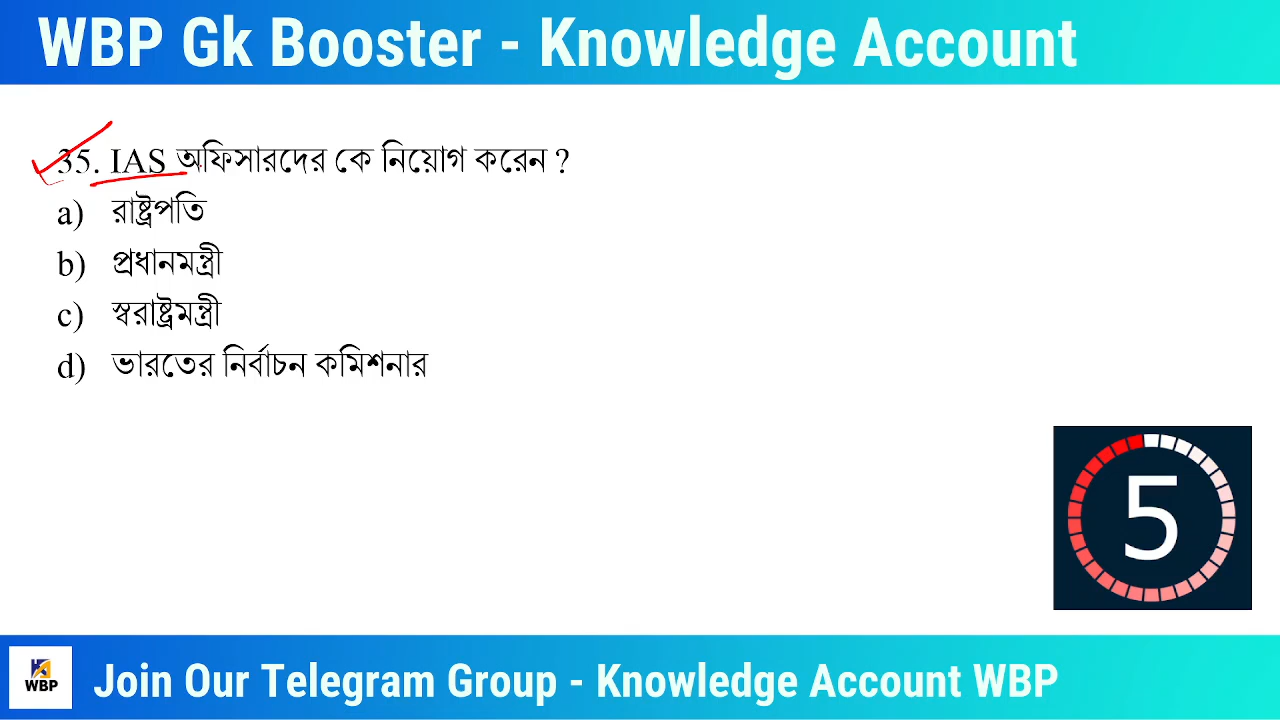 WBP Gk Booster - Knowledge Account
35. IAS অফিসারদের কে নিয়োগ করেন ?
a) রাষ্ট্রপতি
b) প্রধানমন্ত্রী
c) স্বরাষ্ট্রমন্ত্রী
d) ভারতের নির্বাচন কমিশনার
5
WBP
Join Our Telegram Group - Knowledge Account WBP